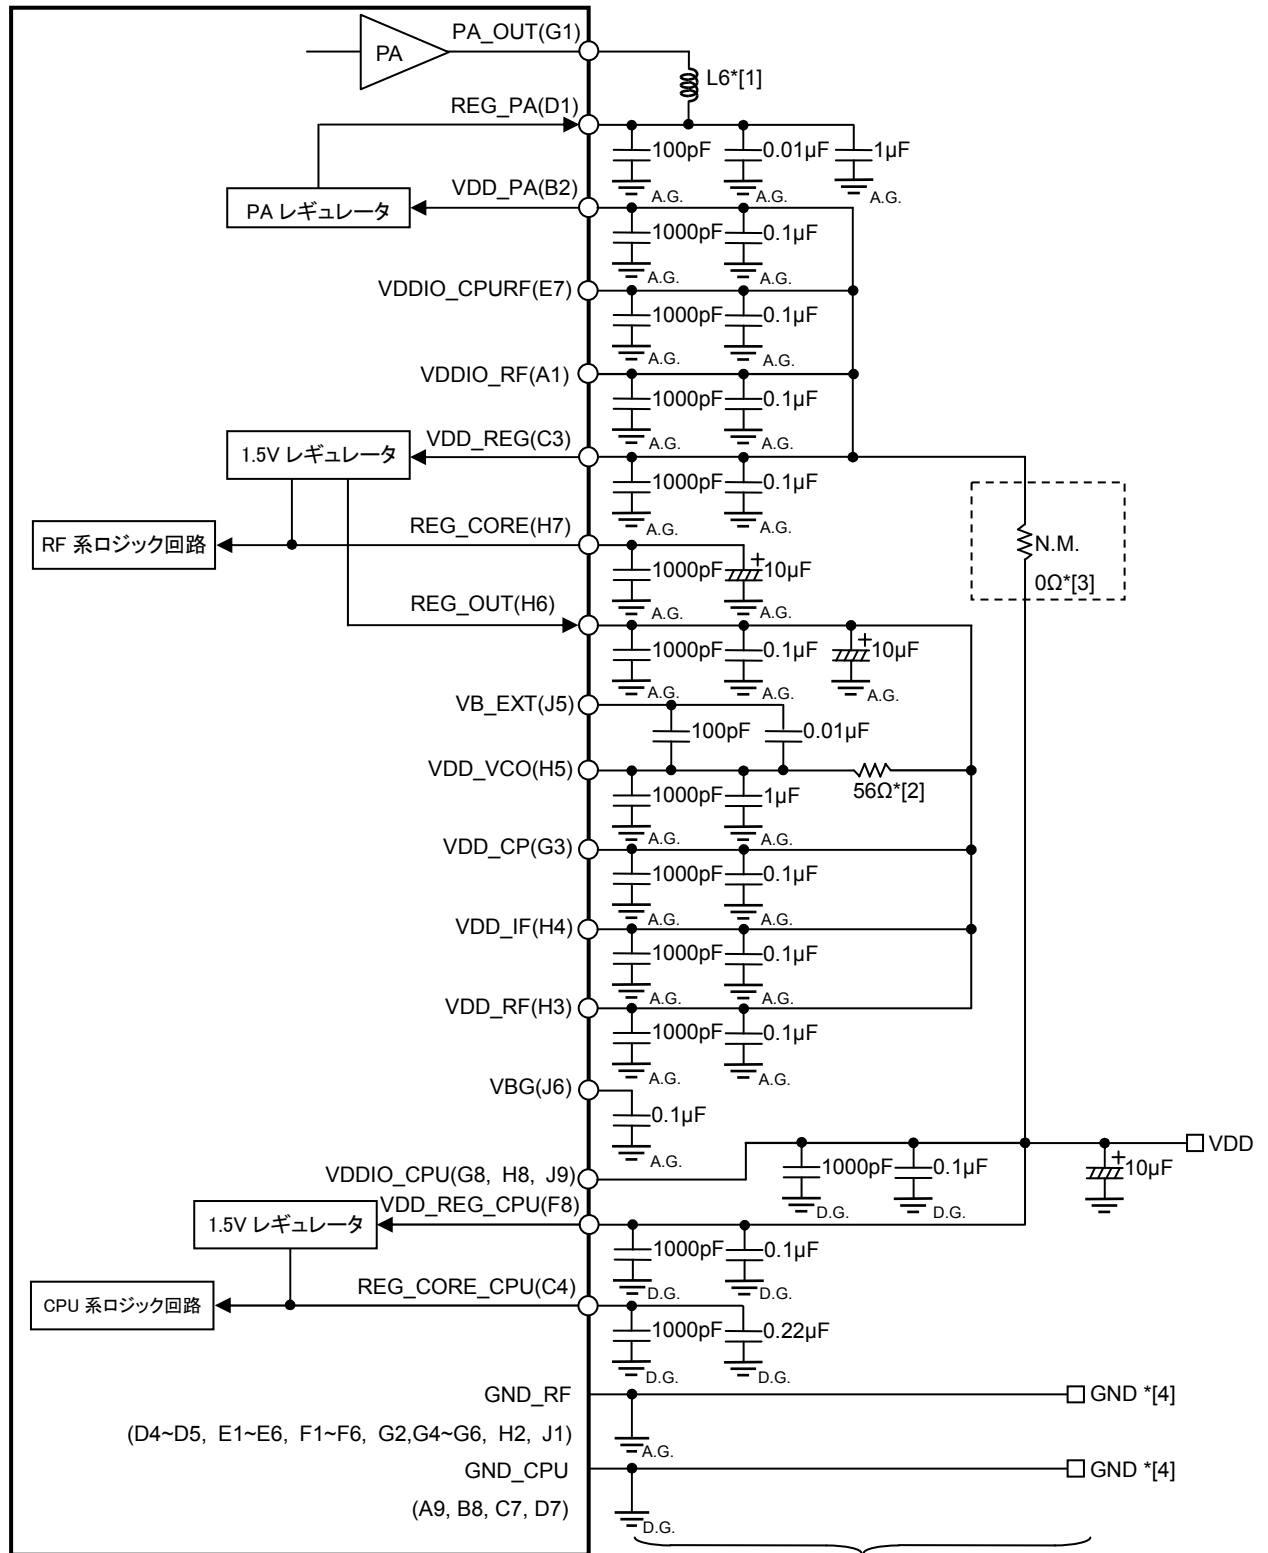 PA
PA_OUT(G1)
L6*[1]
REG_PA(D1)
100pF
0.01μF
1μF
A.G.
A.G.
A.G.
PA レギュレータ
VDD_PA(B2)
1000pF
0.1μF
A.G.
A.G.
VDDIO_CPURF(E7)
1000pF
0.1μF
A.G.
A.G.
VDDIO_RF(A1)
1000pF
0.1μF
A.G.
A.G.
1.5V レギュレータ
VDD_REG(C3)
1000pF
0.1μF
A.G.
A.G.
N.M.
0Ω*[3]
RF 系ロジック回路
REG_CORE(H7)
1000pF
+
10μF
A.G.
A.G.
REG_OUT(H6)
1000pF
0.1μF
+
10μF
A.G.
A.G.
A.G.
VB_EXT(J5)
100pF
0.01μF
VDD_VCO(H5)
56Ω*[2]
1000pF
1μF
A.G.
A.G.
VDD_CP(G3)
1000pF
0.1μF
A.G.
A.G.
VDD_IF(H4)
1000pF
0.1μF
A.G.
A.G.
VDD_RF(H3)
1000pF
0.1μF
A.G.
A.G.
VBG(J6)
0.1μF
A.G.
VDD
VDDIO_CPU(G8, H8, J9)
1000pF
0.1μF
+
10μF
D.G.
D.G.
1.5V レギュレータ
VDD_REG_CPU(F8)
1000pF
0.1μF
D.G.
D.G.
CPU 系ロジック回路
REG_CORE_CPU(C4)
1000pF
0.22μF
D.G.
D.G.
GND_RF
GND *[4]
(D4~D5, E1~E6, F1~F6, G2,G4~G6, H2, J1)
A.G.
GND_CPU
GND *[4]
(A9, B8, C7, D7)
D.G.